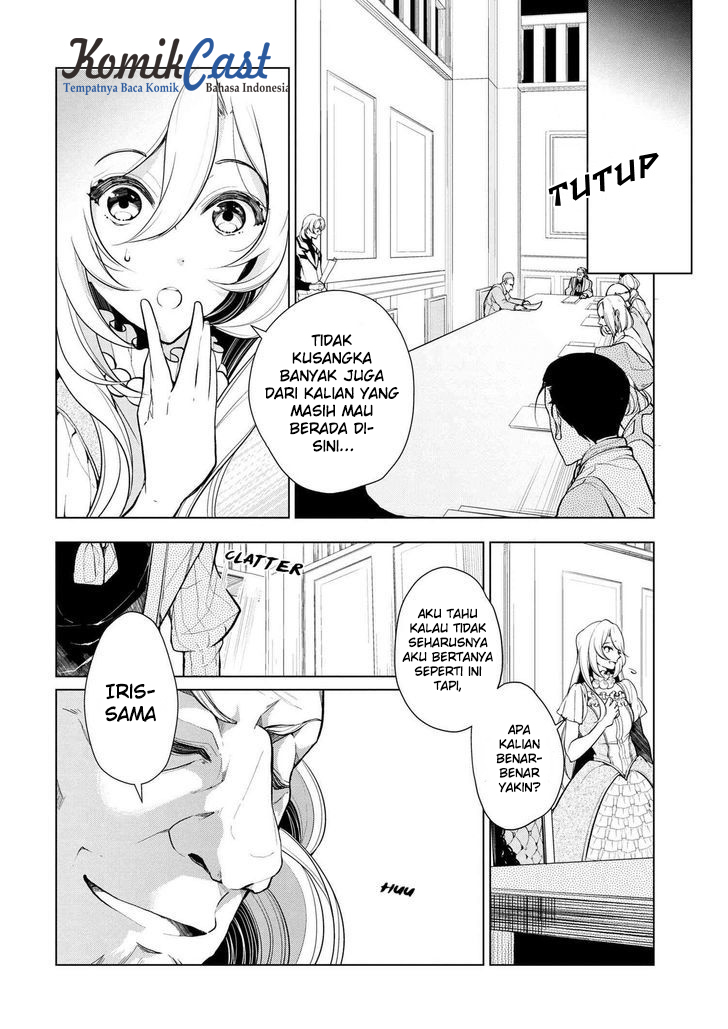 KomikCast
Tempatnya Baca Komik Bahasa Indonesia
TUTUP
TIDAK
KUSANGKA
BANYAK JUGA
DARI KALIAN YANG
MASIH MAU
BERADA DI-
SINI...
CLATTER
AKU TAHU
KALAU TIDAK
SEHARUSNYA
AKU BERTANYA
SEPERTI INI
TAPI,
APA
KALIAN
BENAR-
BENAR
YAKIN?
IRIS-
SAMA
HUU